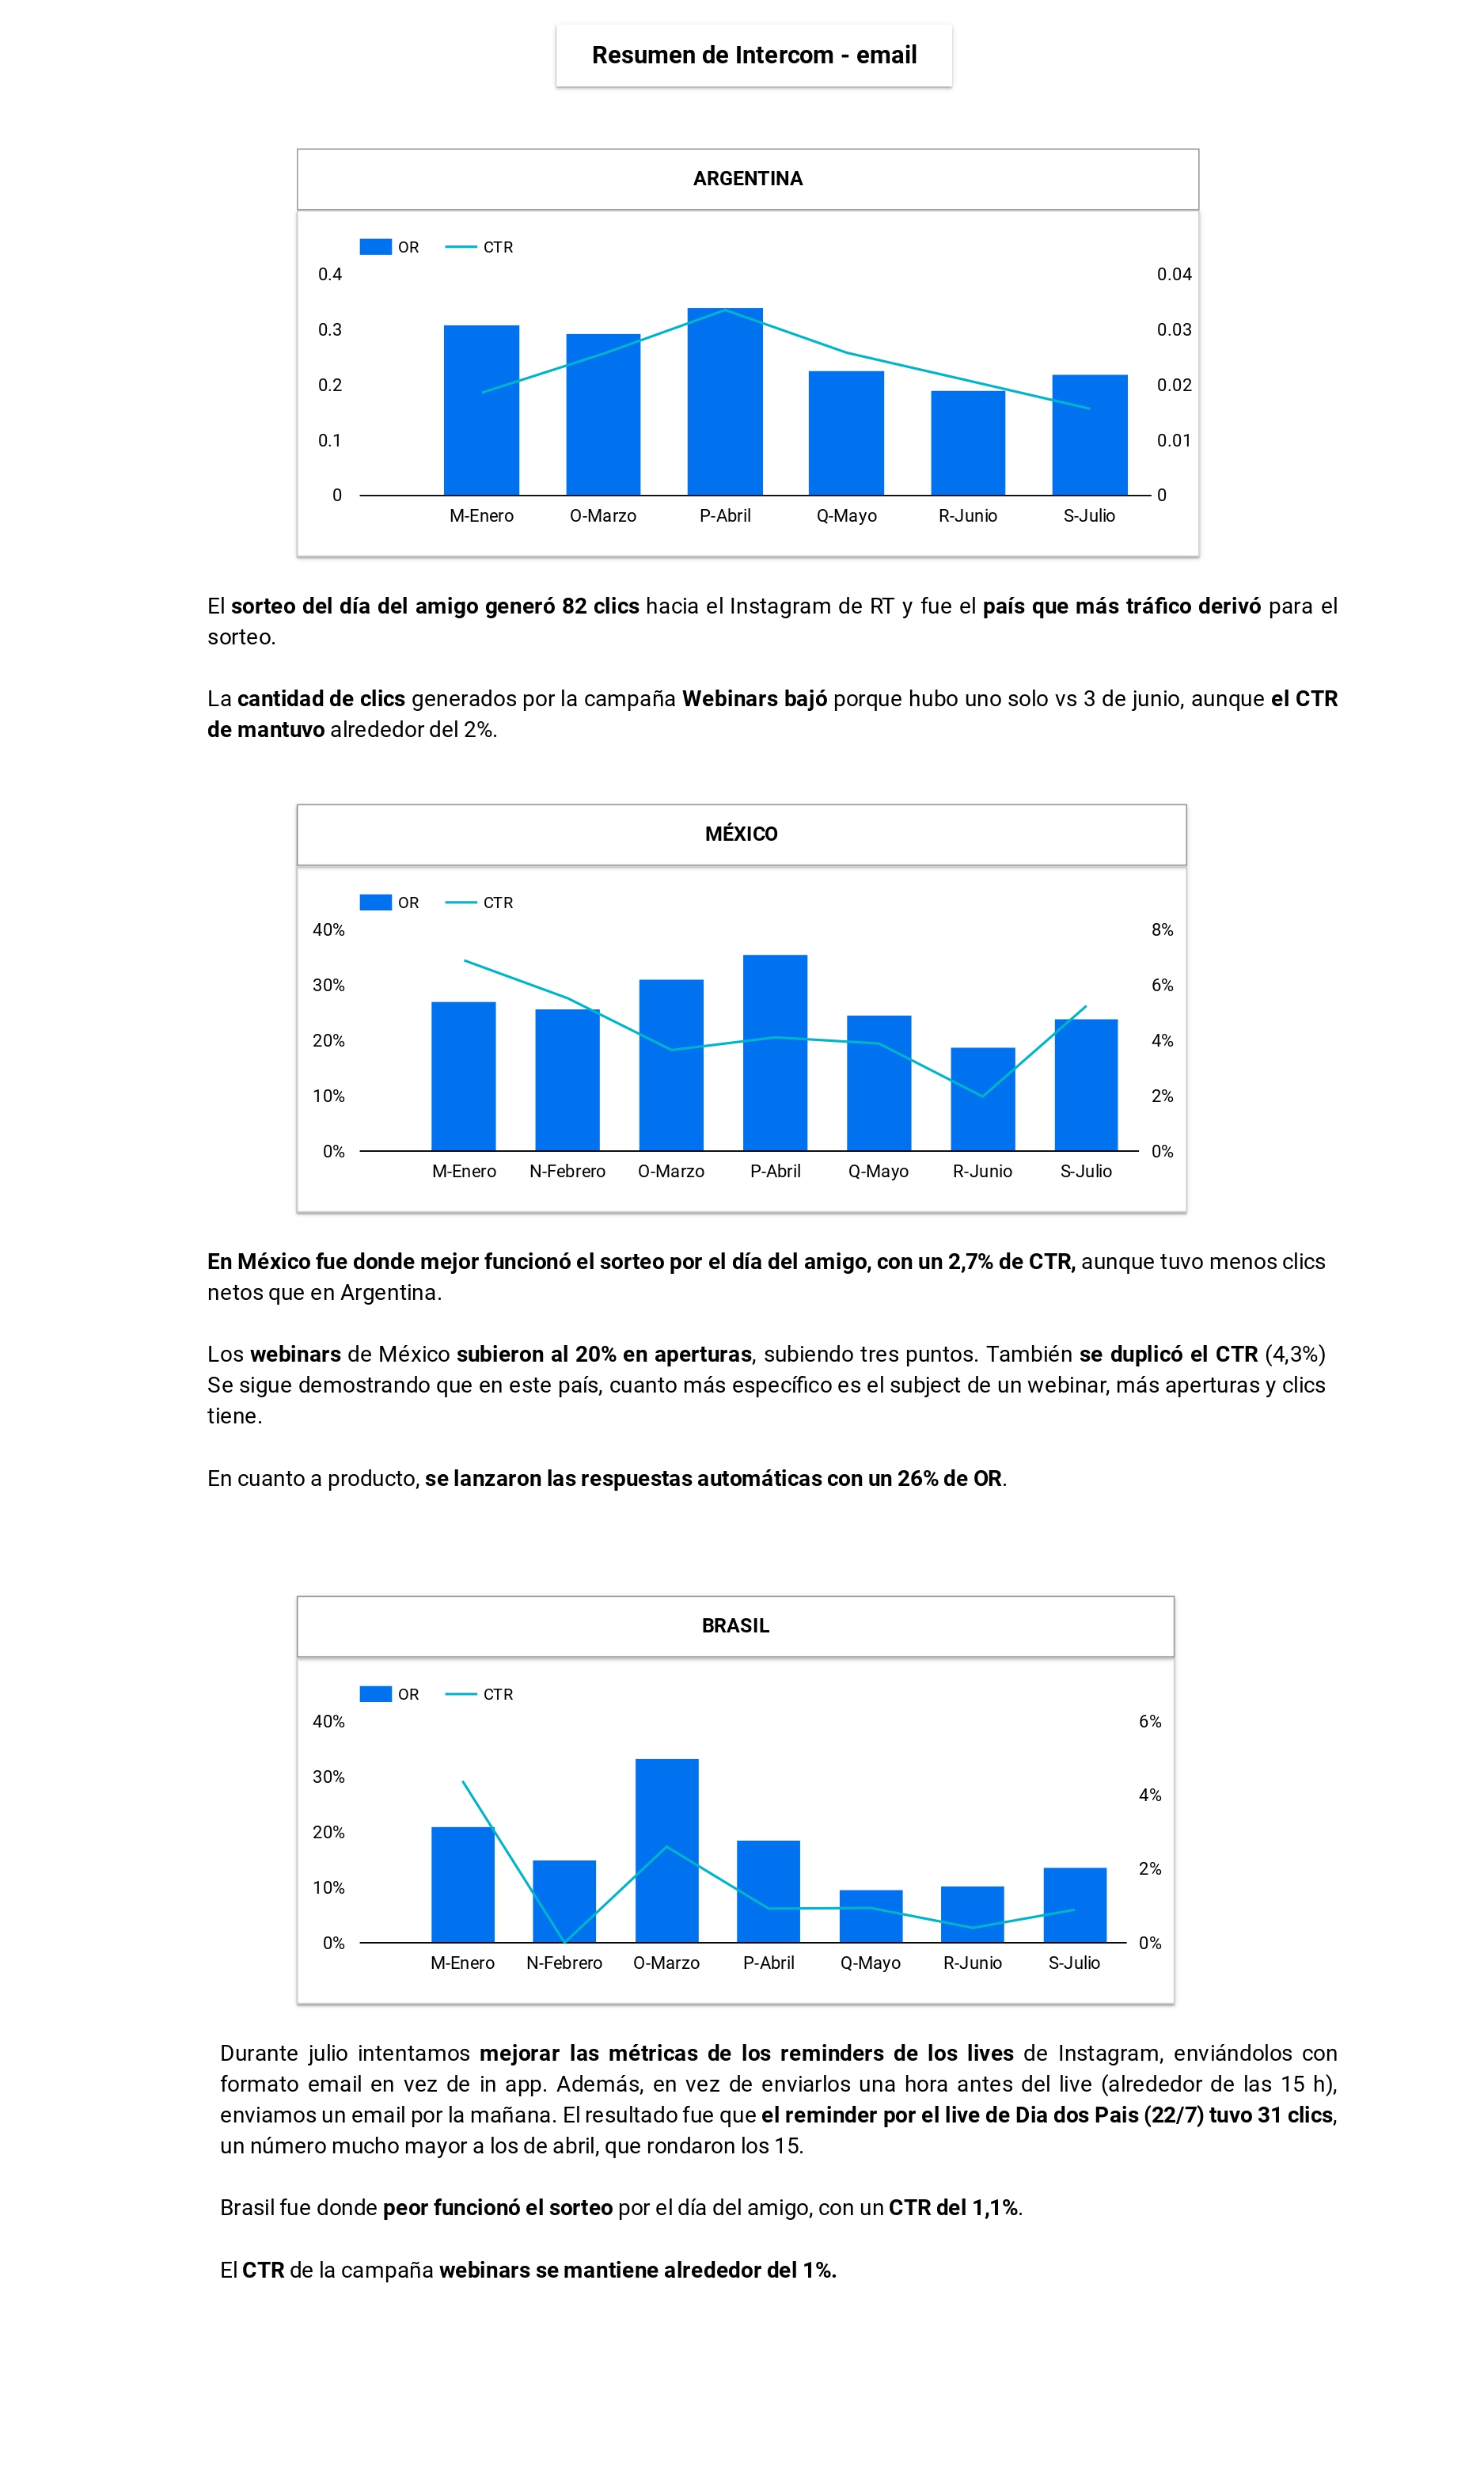 Resumen de Intercom - email
ARGENTINA
OR CTR
0.4 0.04
0.3 0.03
0.2 0.02
0.1 0.01
0 0
M-Enero O-Marzo P-Abril Q-Mayo R-Junio S-Julio
El sorteo del día del amigo generó 82 clics hacia el Instagram de RT y fue el país que más tráfico derivó para el
sorteo.
La cantidad de clics generados por la campaña Webinars bajó porque hubo uno solo vs 3 de junio, aunque el CTR
de mantuvo alrededor del 2%.
MÉXICO
OR CTR
40% 8%
30% 6%
20% 4%
10% 2%
0% 0%
M-Enero N-Febrero O-Marzo P-Abril Q-Mayo R-Junio S-Julio
En México fue donde mejor funcionó el sorteo por el día del amigo, con un 2,7% de CTR, aunque tuvo menos clics
netos que en Argentina.
Los webinars de México subieron al 20% en aperturas, subiendo tres puntos. También se duplicó el CTR (4,3%)
Se sigue demostrando que en este país, cuanto más específico es el subject de un webinar, más aperturas y clics
tiene.
En cuanto a producto, se lanzaron las respuestas automáticas con un 26% de OR.
BRASIL
OR CTR
40% 6%
30%
4%
20%
2%
10%
0% 0%
M-Enero N-Febrero O-Marzo P-Abril Q-Mayo R-Junio S-Julio
Durante julio intentamos mejorar las métricas de los reminders de los lives de Instagram, enviándolos con
formato email en vez de in app. Además, en vez de enviarlos una hora antes del live (alrededor de las 15 h),
enviamos un email por la mañana. El resultado fue que el reminder por el live de Dia dos Pais (22/7) tuvo 31 clics,
un número mucho mayor a los de abril, que rondaron los 15.
Brasil fue donde peor funcionó el sorteo por el día del amigo, con un CTR del 1,1%.
El CTR de la campaña webinars se mantiene alrededor del 1%.